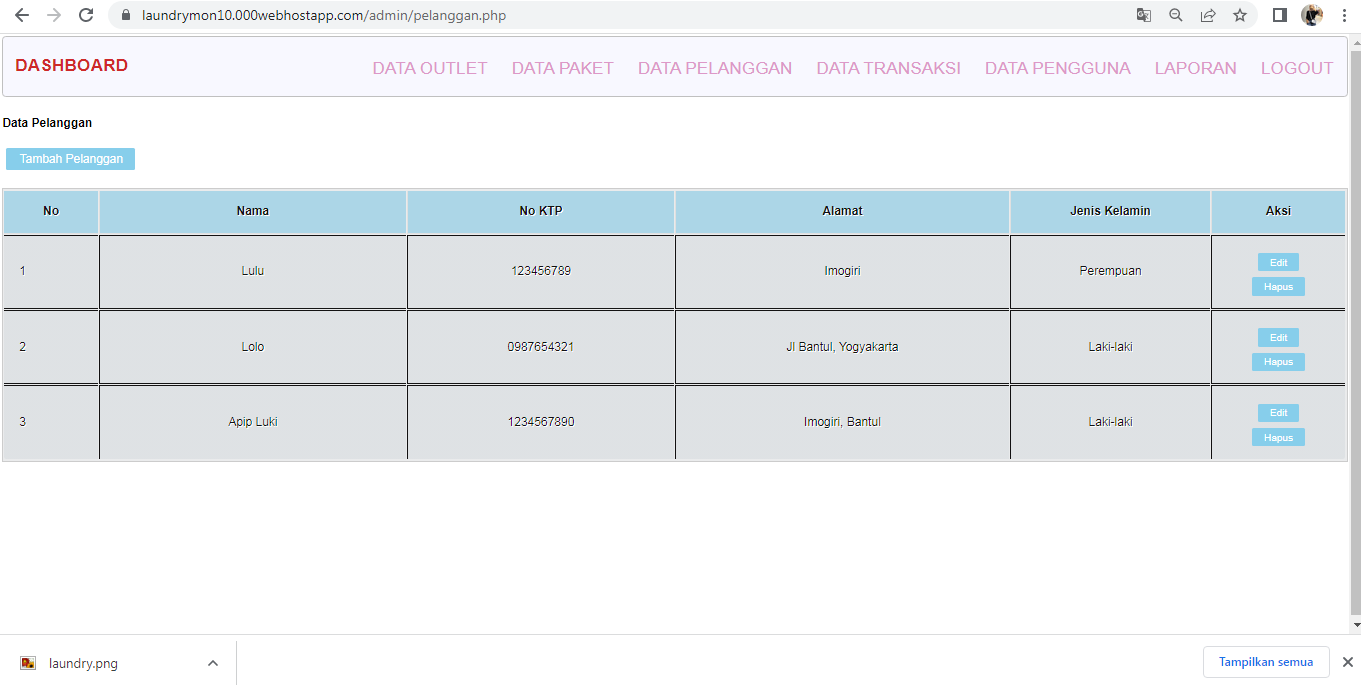 laundrymon10.000webhostapp.com/admin/pelanggan.php
DASHBOARD DATA OUTLET DATA PAKET DATA PELANGGAN DATA TRANSAKSI DATA PENGGUNA LAPORAN LOGOUT
Data Pelanggan
Tambah Pelanggan
No Nama No KTP Alamat Jenis Kelamin Aksi
1 Lulu 123456789 Imogiri Perempuan Edit
Hapus
2 Lolo 0987654321 Jl Bantul, Yogyakarta Laki-laki Edit
Hapus
3 Apip Luki 1234567890 Imogiri, Bantul Laki-laki Edit
Hapus
laundry.png Tampilkan semua